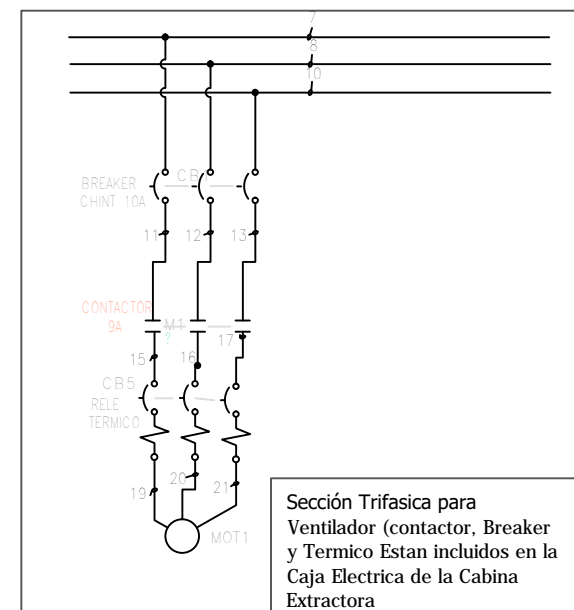 7
8
10
BREAKER
CHINT 10A
CB1
11
12
13
CONTACTOR
9A
M1
?
17
15
16
CB5
RELE
TERMICO
19
20
21
MOT1
Sección Trifasica para
Ventilador (contactor, Breaker
y Termico Estan incluidos en la
Caja Electrica de la Cabina
Extractora